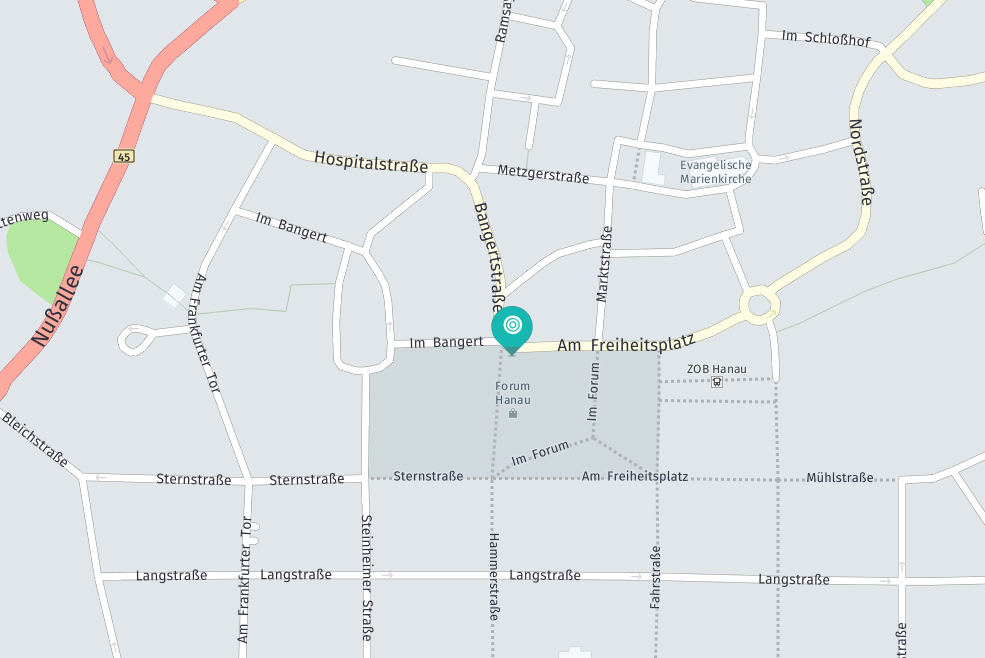 Ramsay
Im Schloßhof
45
Hospitalstraße
Metzgerstraße
Evangelische
Marienkirche
Nordstraße
Im Bangert
Bangertstraße
Marktstraße
Nußallee
Am Frankfurter Tor
Im Bangert
Am Freiheitsplatz
ZOB Hanau
Forum
Hanau
Im Forum
Bleichstraße
Im Forum
Sternstraße
Sternstraße
Sternstraße
Am Freiheitsplatz
Mühlstraße
Am Frankfurter Tor
Steinheimer Straße
Hammerstraße
Fahrstraße
Langstraße
Langstraße
Langstraße
Langstraße